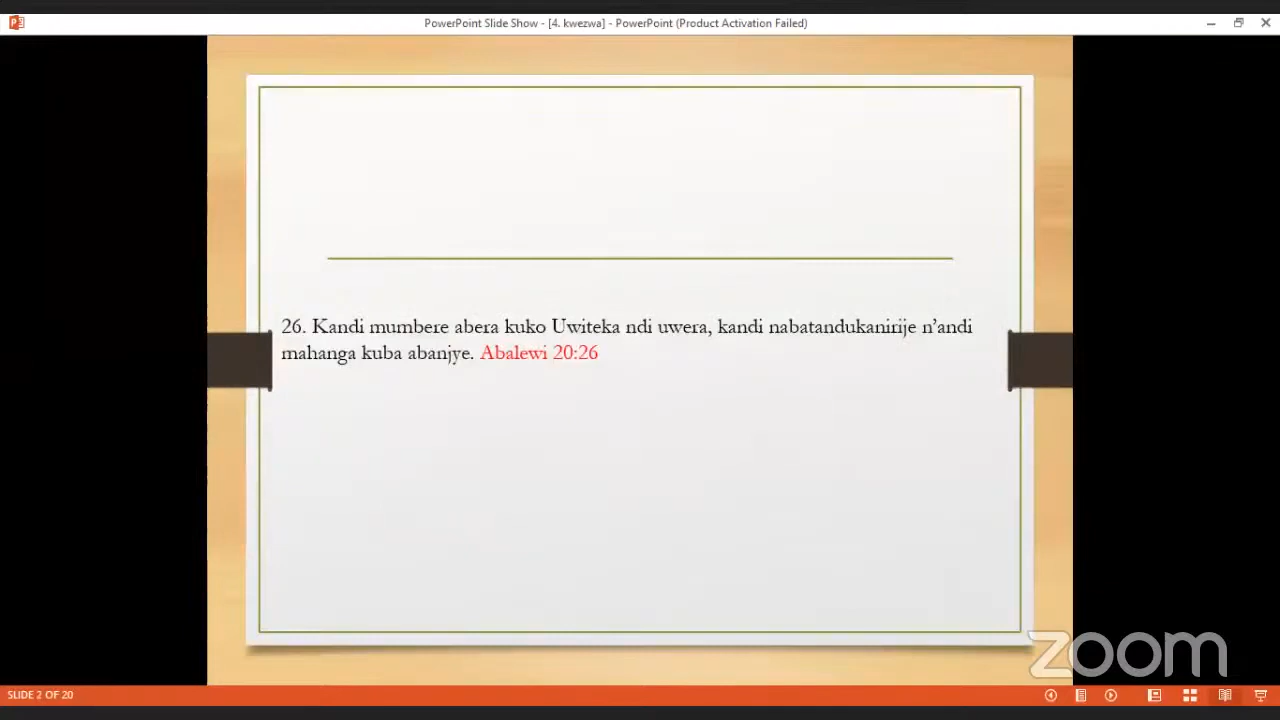 PowerPoint Slide Show - [4. kwezwa] - PowerPoint (Product Activation Failed)
26. Kandi mumbere abera kuko Uwiteka ndi uwera, kandi nabatandukanirije n’andi
mahanga kuba abanjye. Abalewi 20:26
zoom
SLIDE 2 OF 20